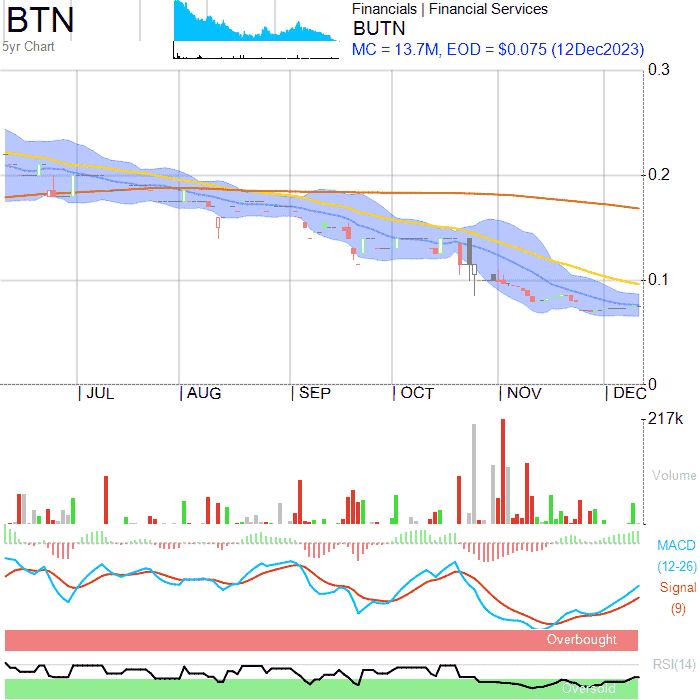 BTN
5yr Chart
Financials | Financial Services
BUTN
MC = 13.7M, EOD = $0.075 (12Dec2023)
0.3
0.2
0.1
0
| JUL
| AUG
| SEP
| OCT
| NOV
| DEC
217k
Volume
MACD
(12-26)
Signal
(9)
Overbought
RSI(14)
Oversold